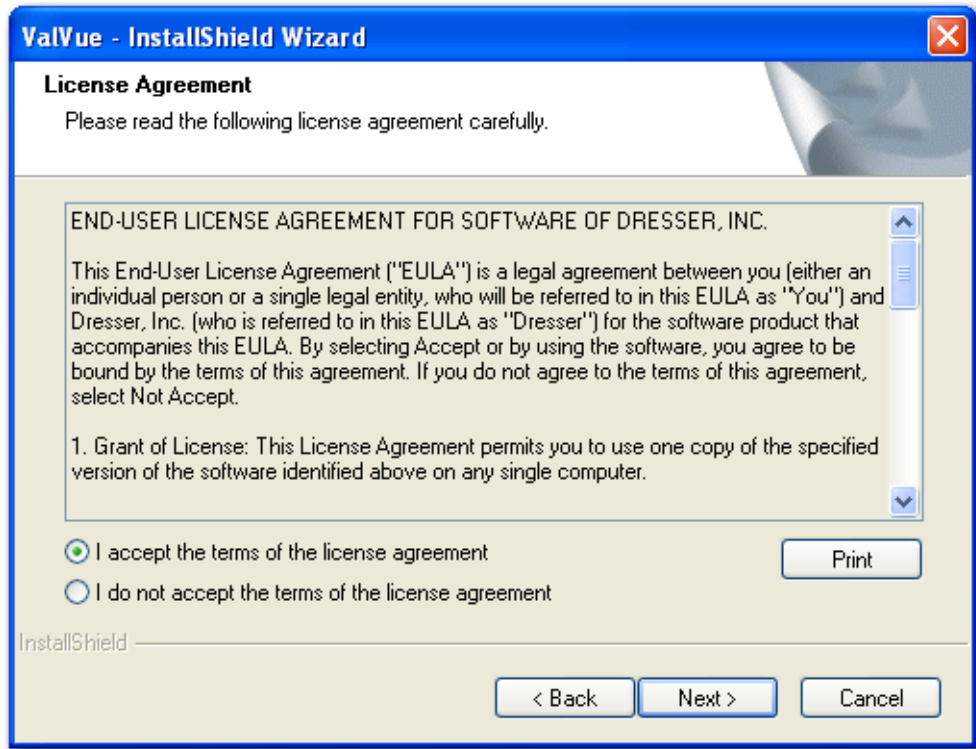 ValVue - InstallShield Wizard
License Agreement
Please read the following license agreement carefully.
END-USER LICENSE AGREEMENT FOR SOFTWARE OF DRESSER, INC.
This End-User License Agreement ("EULA") is a legal agreement between you (either an
individual person or a single legal entity, who will be referred to in this EULA as "You") and
Dresser, Inc. (who is referred to in this EULA as "Dresser") for the software product that
accompanies this EULA. By selecting Accept or by using the software, you agree to be
bound by the terms of this agreement. If you do not agree to the terms of this agreement,
select Not Accept.
1. Grant of License: This License Agreement permits you to use one copy of the specified
version of the software identified above on any single computer.
I accept the terms of the license agreement
Print
I do not accept the terms of the license agreement
InstallShield
< Back
Next >
Cancel